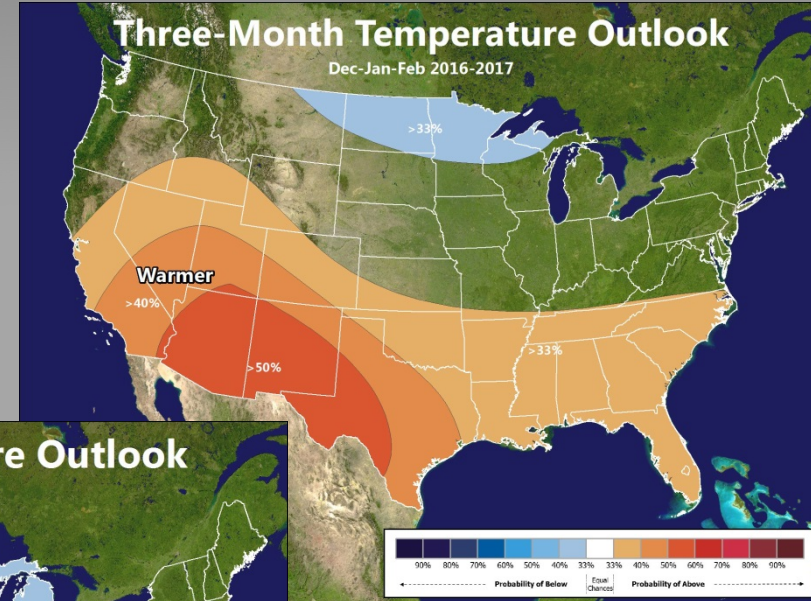 Three-Month Temperature Outlook
Dec-Jan-Feb 2016-2017
>33%
Warmer
>40%
>50%
>33%
re Outlook
90% 80% 70% 60% 50% 40% 33% 33% 40% 50% 60% 70% 80% 90%
Probability of Below Equal Chances Probability of Above